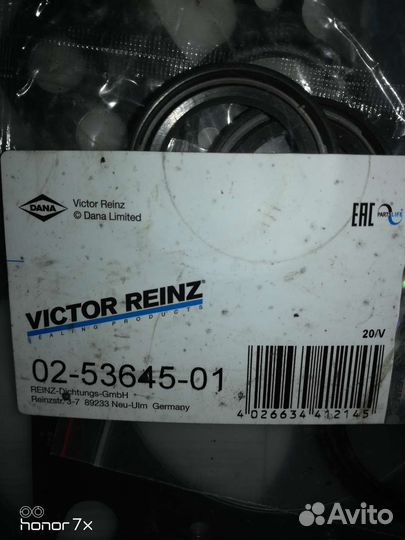 DANA
Victor Reinz
© Dana Limited
EAC
PARTS LIFE
VICTOR REINZ®
SEALING PRODUCTS
20/V
02-53645-01
REINZ-Dichtungs-GmbH
Reinzstr. 3-7 89233 Neu-Ulm Germany
4 026634 412145
honor 7x
Avito